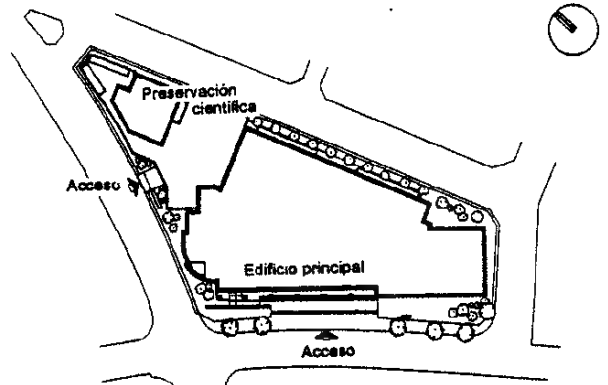 Preservación
científica
Acceso
Edificio principal
Acceso